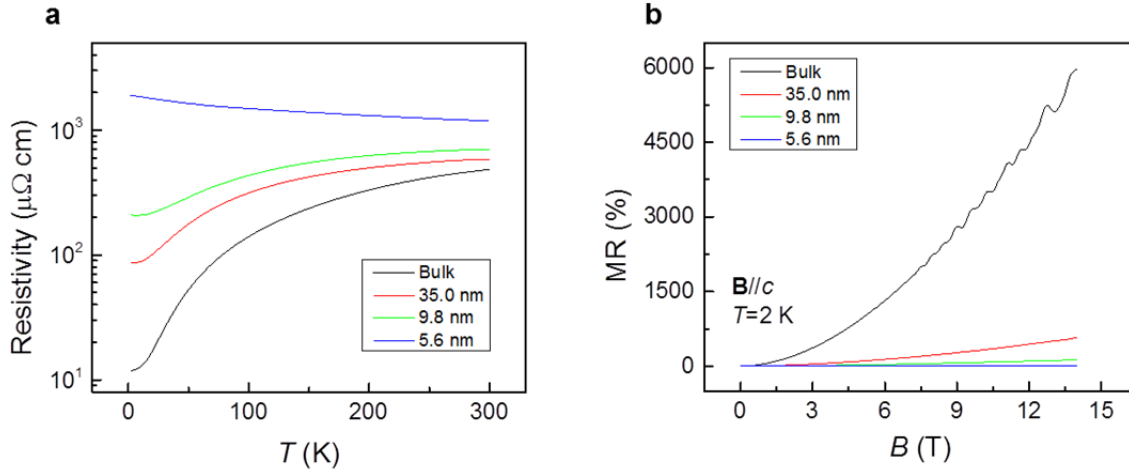 a
Resistivity (μΩ cm)
10³
10²
10¹
0
100
200
300
T (K)
Bulk
35.0 nm
9.8 nm
5.6 nm
b
MR (%)
6000
4500
3000
1500
0
0
3
6
9
12
15
B (T)
Bulk
35.0 nm
9.8 nm
5.6 nm
B//c
T=2 K